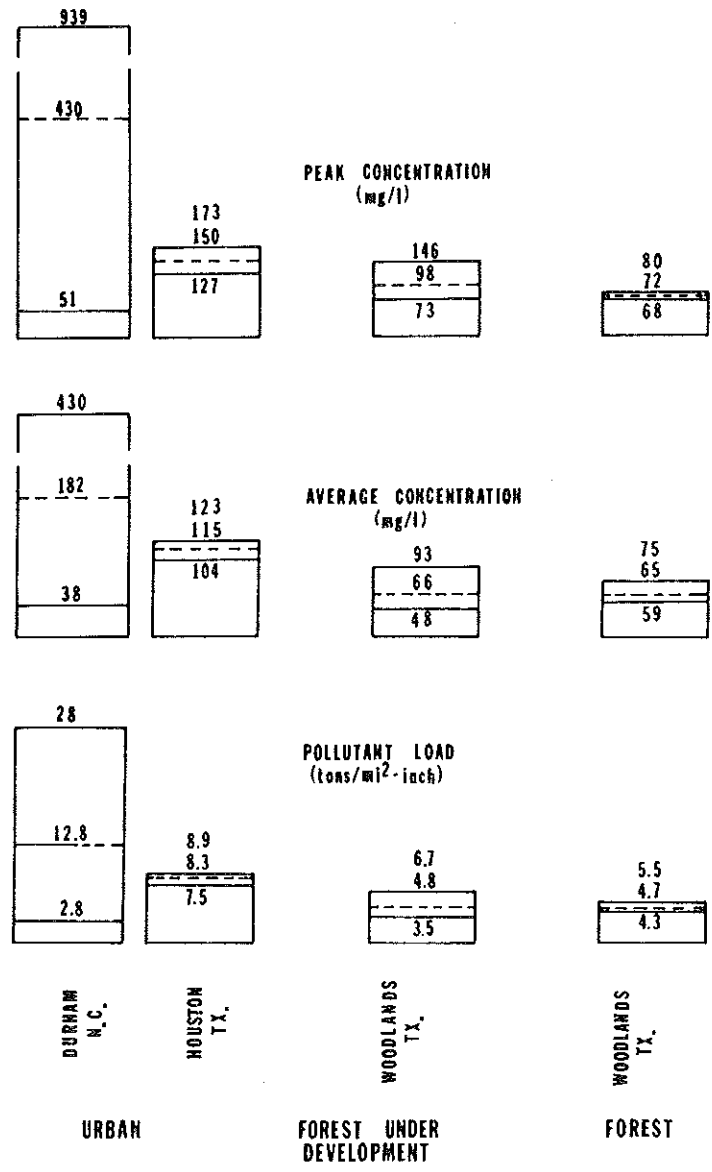 939
430
51
PEAK CONCENTRATION
(mg/l)
173
150
127
146
98
73
80
72
68
430
182
38
AVERAGE CONCENTRATION
(mg/l)
123
115
104
93
66
48
75
65
59
28
12.8
2.8
POLLUTANT LOAD
(tons/mi²-inch)
8.9
8.3
7.5
6.7
4.8
3.5
5.5
4.7
4.3
DURHAM
N.C.
HOUSTON
TX.
WOODLANDS
TX.
WOODLANDS
TX.
URBAN
FOREST UNDER
DEVELOPMENT
FOREST